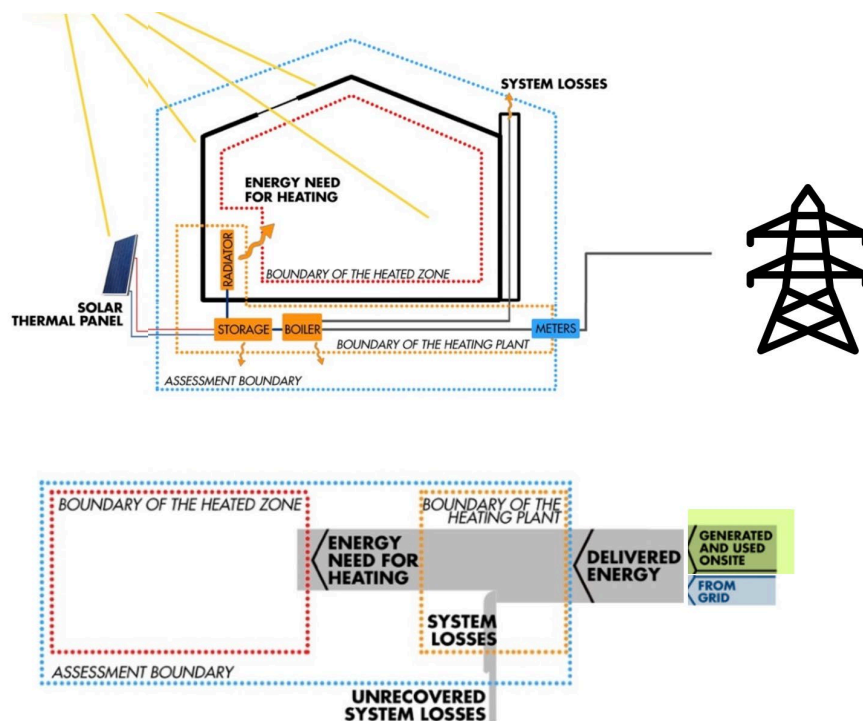 SYSTEM LOSSES
ENERGY NEED
FOR HEATING
RADIATOR
BOUNDARY OF THE HEATED ZONE
SOLAR
THERMAL PANEL
STORAGE
BOILER
METERS
BOUNDARY OF THE HEATING PLANT
ASSESSMENT BOUNDARY
BOUNDARY OF THE HEATED ZONE
BOUNDARY OF THE
HEATING PLANT
ENERGY
NEED FOR
HEATING
DELIVERED
ENERGY
GENERATED
AND USED
ONSITE
FROM
GRID
SYSTEM
LOSSES
ASSESSMENT BOUNDARY
UNRECOVERED
SYSTEM LOSSES